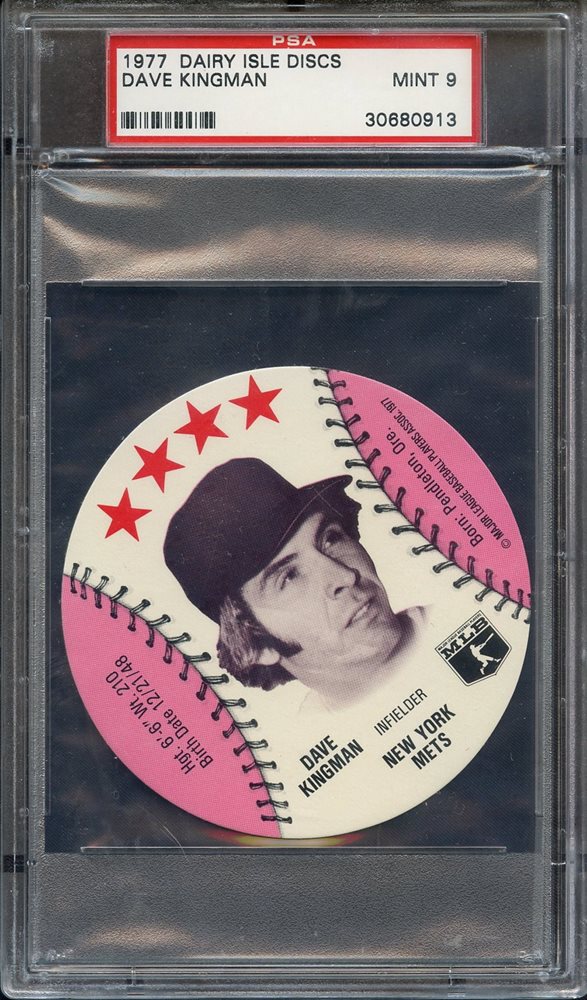 PSA
1977 DAIRY ISLE DISCS
DAVE KINGMAN
MINT 9
30680913
© MAJOR LEAGUE BASEBALL PLAYERS ASSOC 1977
Born: Pendleton, Ore.
Hgt. 6'-6" Wt. 210
Birth Date 12/21/48
MLB
DAVE
KINGMAN
INFIELDER
NEW YORK
METS